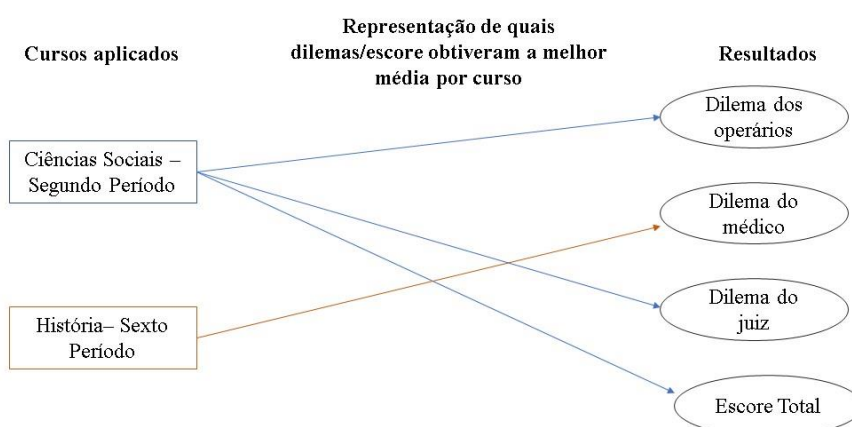 Cursos aplicados
Representação de quais
dilemas/escore obtiveram a melhor
média por curso
Resultados
Ciências Sociais –
Segundo Período
História– Sexto
Período
Dilema dos
operários
Dilema do
médico
Dilema do
juiz
Escore Total